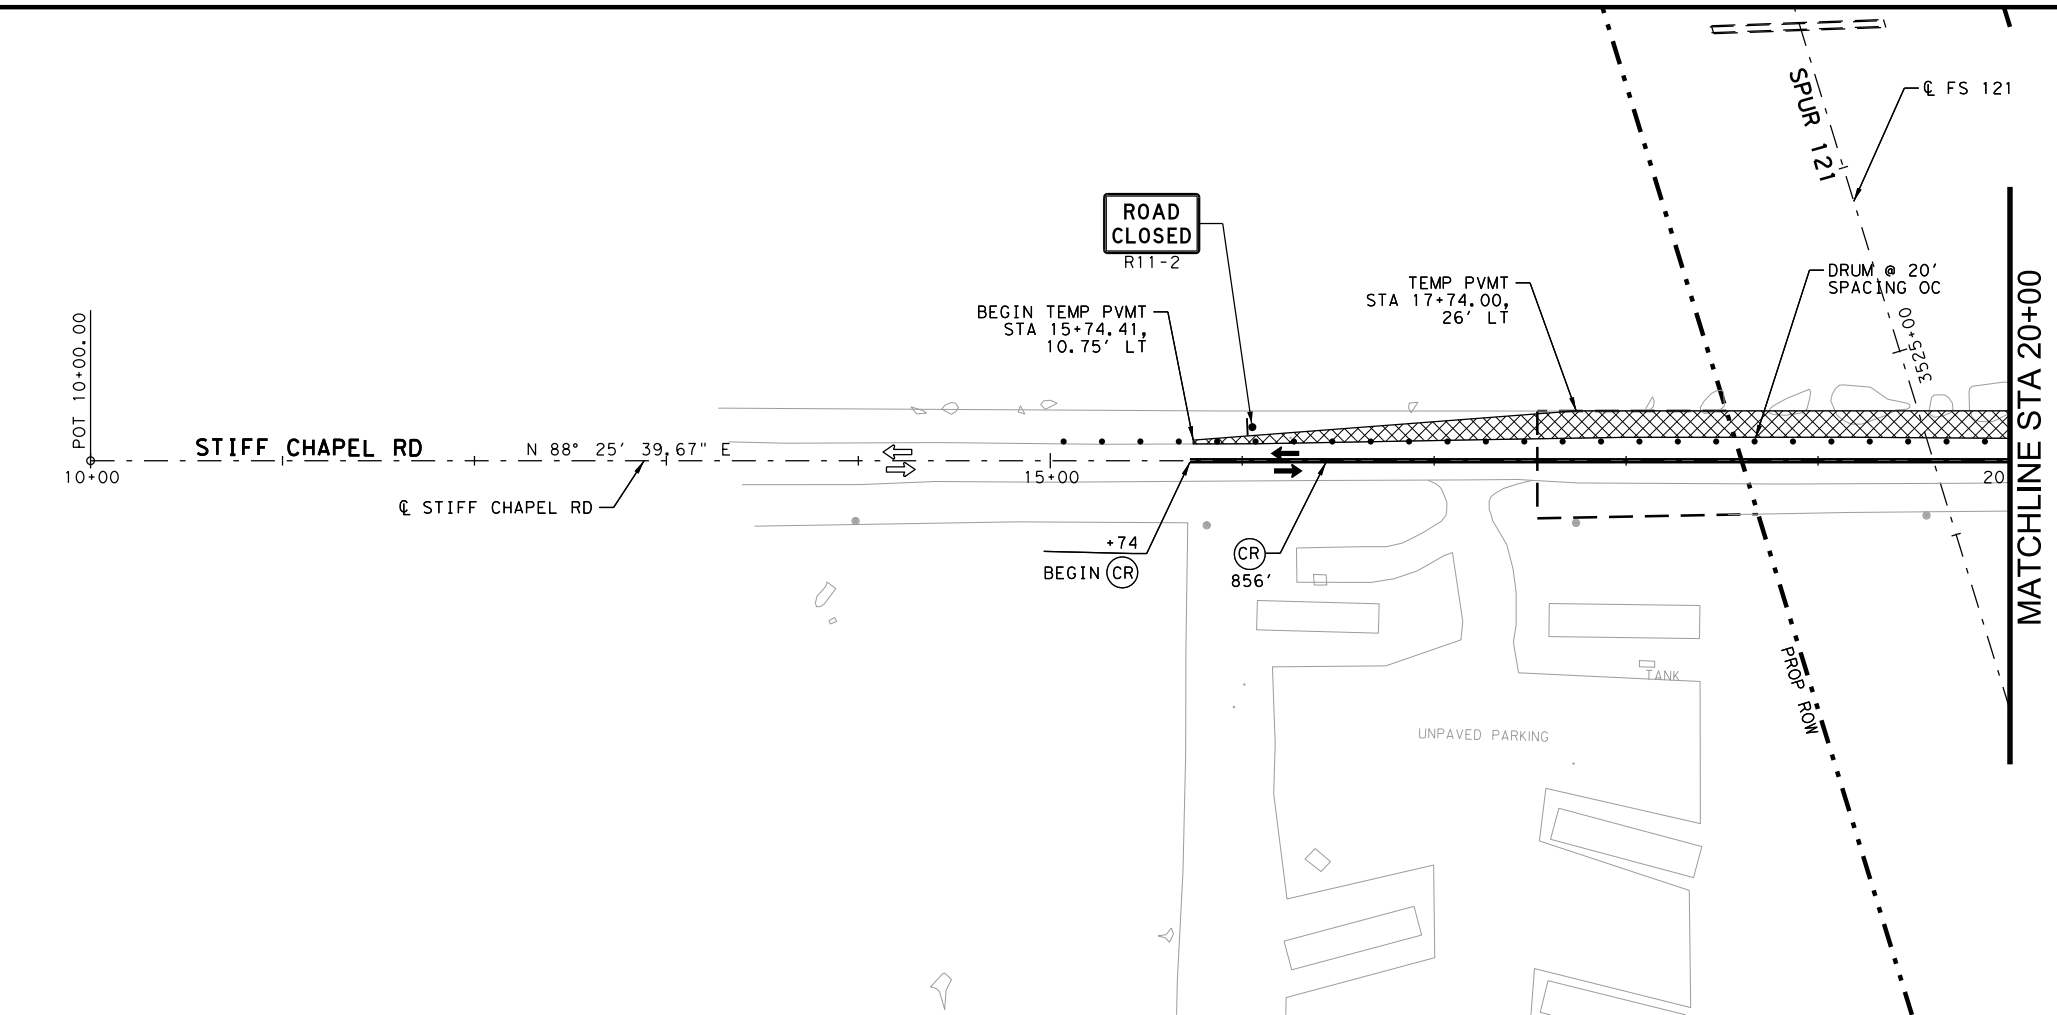 SPUR 121
℄ FS 121
ROAD
CLOSED
R11-2
BEGIN TEMP PVMT
STA 15+74.41,
10.75' LT
TEMP PVMT
STA 17+74.00,
26' LT
DRUM @ 20'
SPACING OC
3525+00
MATCHLINE STA 20+00
POT 10+00.00
STIFF CHAPEL RD
N 88° 25' 39.67" E
10+00
15+00
20
℄ STIFF CHAPEL RD
+74
BEGIN CR
CR
856'
PROP ROW
TANK
UNPAVED PARKING